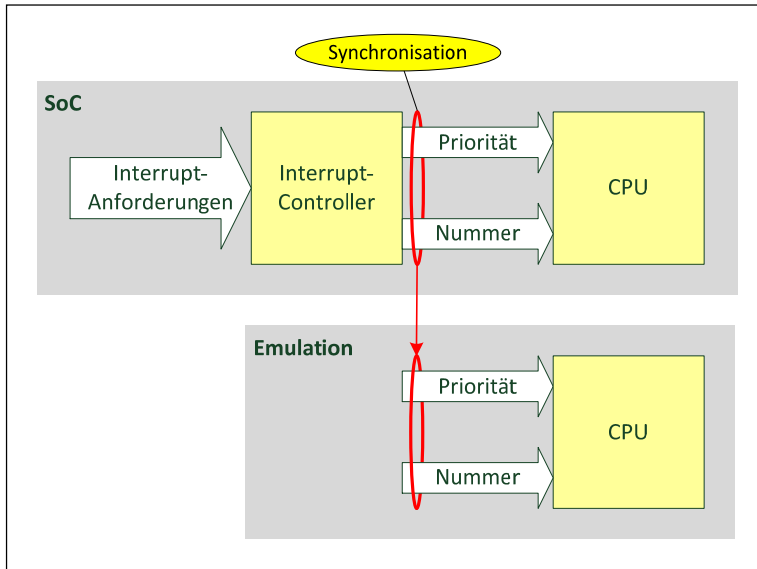 Synchronisation
SoC
Interrupt-
Anforderungen
Interrupt-
Controller
Priorität
Nummer
CPU
Emulation
Priorität
Nummer
CPU